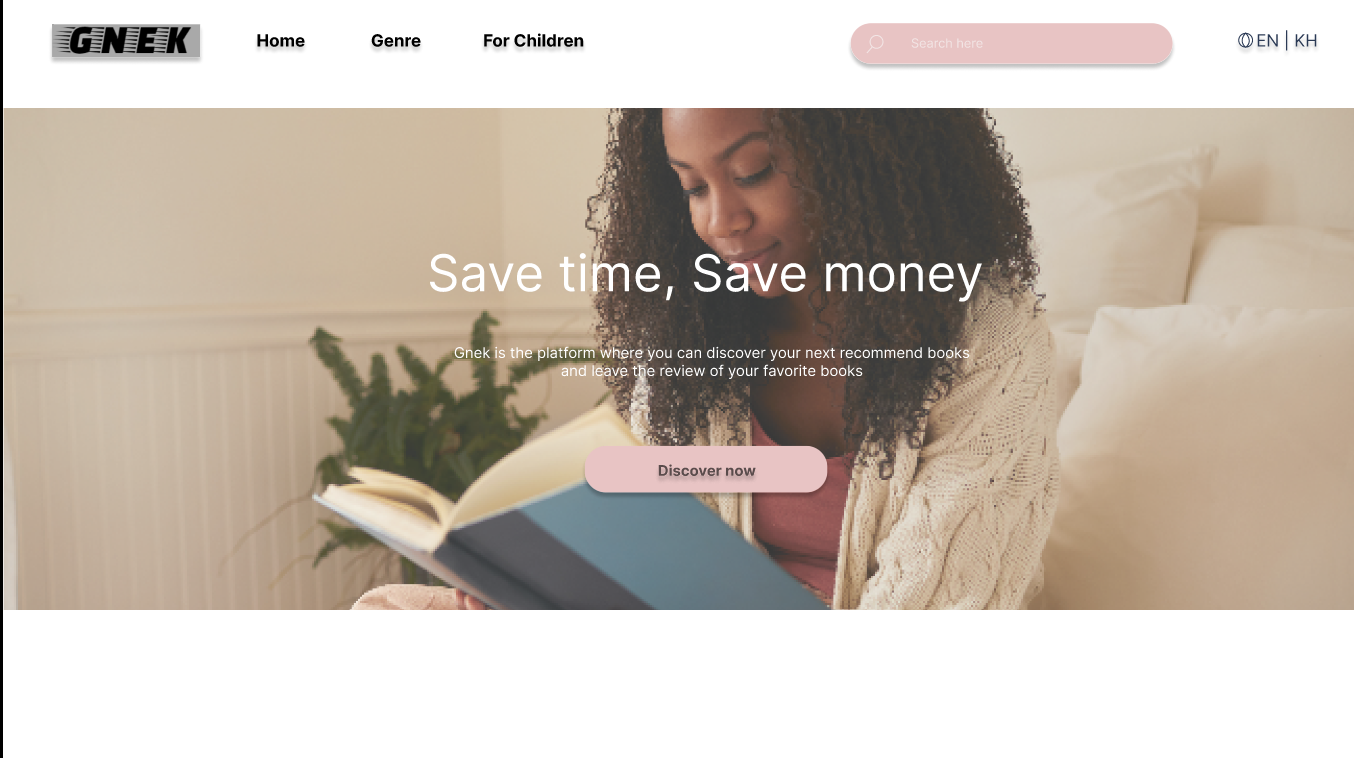 GNEK
Home
Genre
For Children
Search here
EN | KH
Save time, Save money
Gnek is the platform where you can discover your next recommend books
and leave the review of your favorite books
Discover now